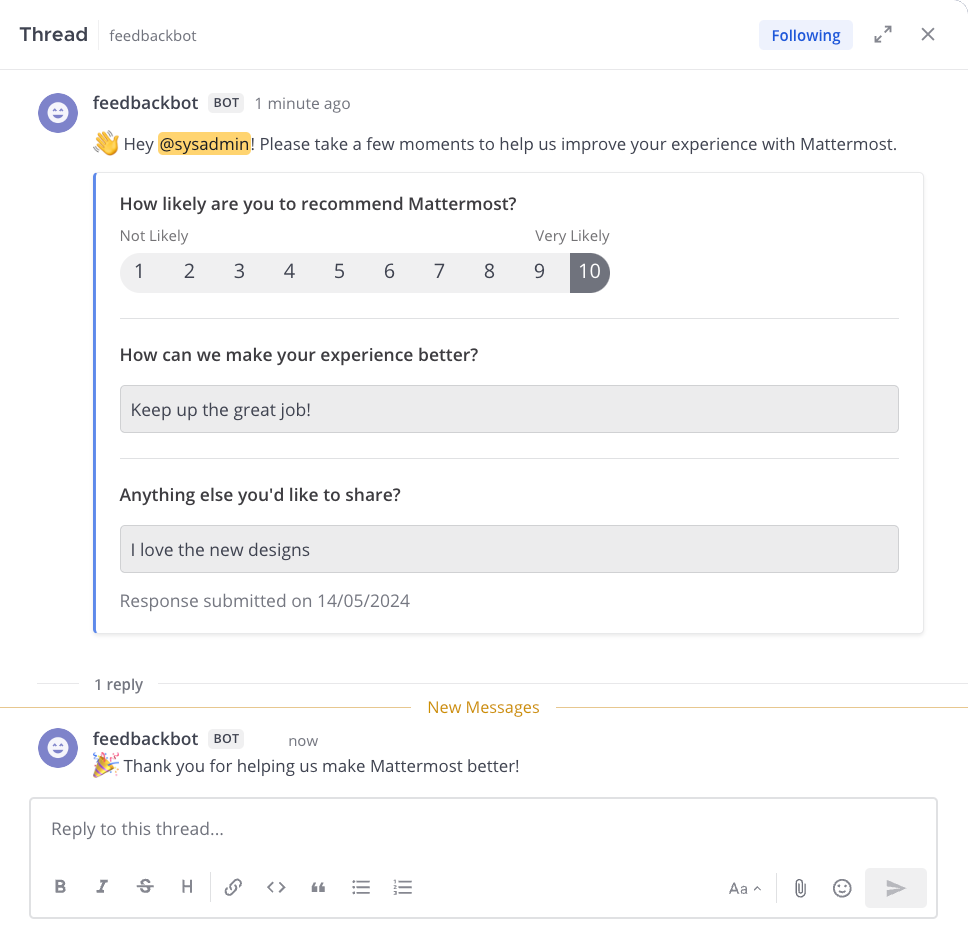 Thread feedbackbot Following
feedbackbot BOT 1 minute ago
👋 Hey @sysadmin! Please take a few moments to help us improve your experience with Mattermost.
How likely are you to recommend Mattermost?
Not Likely Very Likely
1 2 3 4 5 6 7 8 9 10
How can we make your experience better?
Keep up the great job!
Anything else you'd like to share?
I love the new designs
Response submitted on 14/05/2024
1 reply
New Messages
feedbackbot BOT now
🎉 Thank you for helping us make Mattermost better!
Reply to this thread...
B I S H Aa